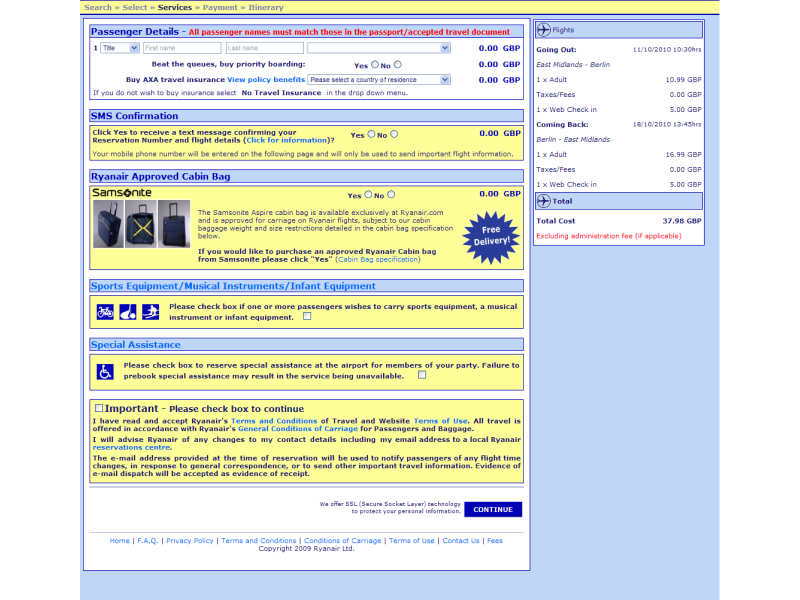 Search » Select » Services » Payment » Itinerary
Passenger Details - All passenger names must match those in the passport/accepted travel document
1 Title First name Last name 0.00 GBP
Beat the queues, buy priority boarding: Yes No 0.00 GBP
Buy AXA travel insurance View policy benefits Please select a country of residence 0.00 GBP
If you do not wish to buy insurance select No Travel Insurance in the drop down menu.
SMS Confirmation
Click Yes to receive a text message confirming your Yes No 0.00 GBP
Reservation Number and flight details (Click for information)?
Your mobile phone number will be entered on the following page and will only be used to send important flight information.
Ryanair Approved Cabin Bag
Samsonite Yes No 0.00 GBP
The Samsonite Aspire cabin bag is available exclusively at Ryanair.com
and is approved for carriage on Ryanair flights, subject to our cabin
baggage weight and size restrictions detailed in the cabin bag specification
below.
Free
Delivery!
If you would like to purchase an approved Ryanair Cabin bag
from Samsonite please click "Yes" (Cabin Bag specification)
Sports Equipment/Musical Instruments/Infant Equipment
Please check box if one or more passengers wishes to carry sports equipment, a musical
instrument or infant equipment.
Special Assistance
Please check box to reserve special assistance at the airport for members of your party. Failure to
prebook special assistance may result in the service being unavailable.
Important - Please check box to continue
I have read and accept Ryanair's Terms and Conditions of Travel and Website Terms of Use. All travel is
offered in accordance with Ryanair's General Conditions of Carriage for Passengers and Baggage.
I will advise Ryanair of any changes to my contact details including my email address to a local Ryanair
reservations centre.
The e-mail address provided at the time of reservation will be used to notify passengers of any flight time
changes, in response to general correspondence, or to send other important travel information. Evidence of
e-mail dispatch will be accepted as evidence of receipt.
We offer SSL (Secure Socket Layer) technology
to protect your personal information.
CONTINUE
Home | F.A.Q. | Privacy Policy | Terms and Conditions | Conditions of Carriage | Terms of Use | Contact Us | Fees
Copyright 2009 Ryanair Ltd.
Flights
Going Out: 11/10/2010 10:30hrs
East Midlands - Berlin
1 x Adult 10.99 GBP
Taxes/Fees 0.00 GBP
1 x Web Check in 5.00 GBP
Coming Back: 18/10/2010 13:45hrs
Berlin - East Midlands
1 x Adult 16.99 GBP
Taxes/Fees 0.00 GBP
1 x Web Check in 5.00 GBP
Total
Total Cost 37.98 GBP
Excluding administration fee (if applicable)